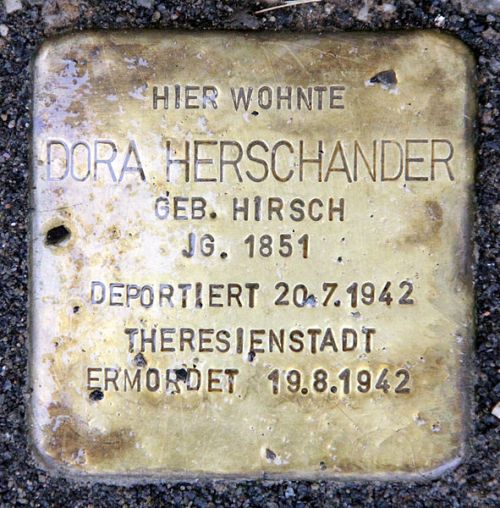 HIER WOHNTE
DORA HERSCHANDER
GEB. HIRSCH
JG. 1851
DEPORTIERT 20.7.1942
THERESIENSTADT
ERMORDET 19.8.1942